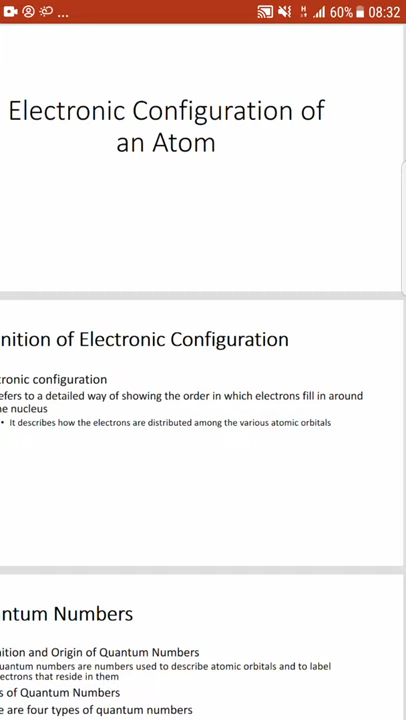 60% 08:32
Electronic Configuration of
an Atom
nition of Electronic Configuration
tronic configuration
efers to a detailed way of showing the order in which electrons fill in around
e nucleus
• It describes how the electrons are distributed among the various atomic orbitals
ntum Numbers
ition and Origin of Quantum Numbers
uantum numbers are numbers used to describe atomic orbitals and to label
ectrons that reside in them
s of Quantum Numbers
e are four types of quantum numbers